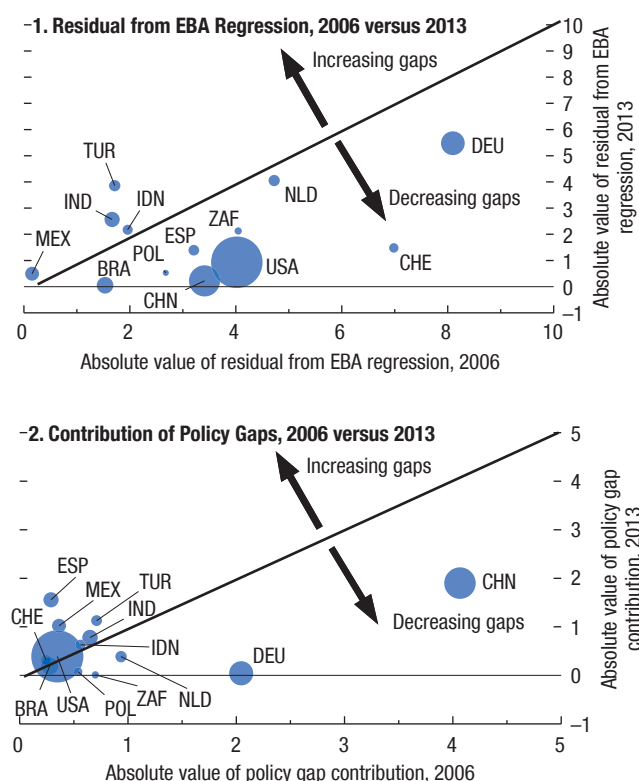 1. Residual from EBA Regression, 2006 versus 2013
Increasing gaps
Decreasing gaps
TUR
IND
IDN
MEX
BRA
POL
ESP
CHN
ZAF
USA
NLD
CHE
DEU
10
9
8
7
6
5
4
3
2
1
0
–1
0
2
4
6
8
10
Absolute value of residual from EBA regression, 2006
Absolute value of residual from EBA
regression, 2013
2. Contribution of Policy Gaps, 2006 versus 2013
Increasing gaps
Decreasing gaps
ESP
MEX
TUR
CHE
IND
IDN
BRA
USA
POL
ZAF
NLD
DEU
CHN
5
4
3
2
1
0
–1
0
1
2
3
4
5
Absolute value of policy gap contribution, 2006
Absolute value of policy gap
contribution, 2013